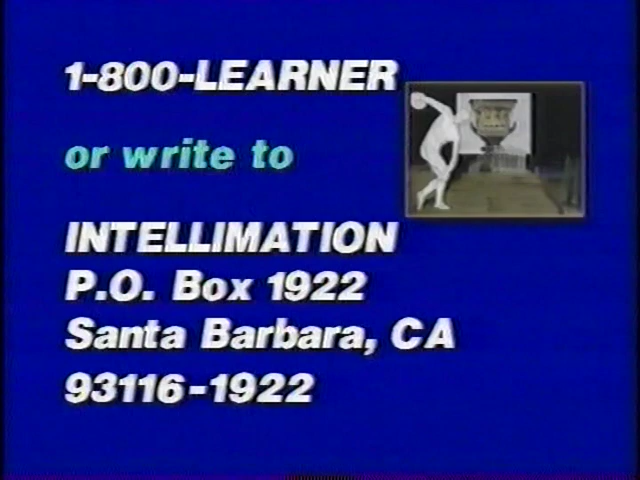 1-800-LEARNER
or write to
INTELLIMATION
P.O. Box 1922
Santa Barbara, CA
93116-1922